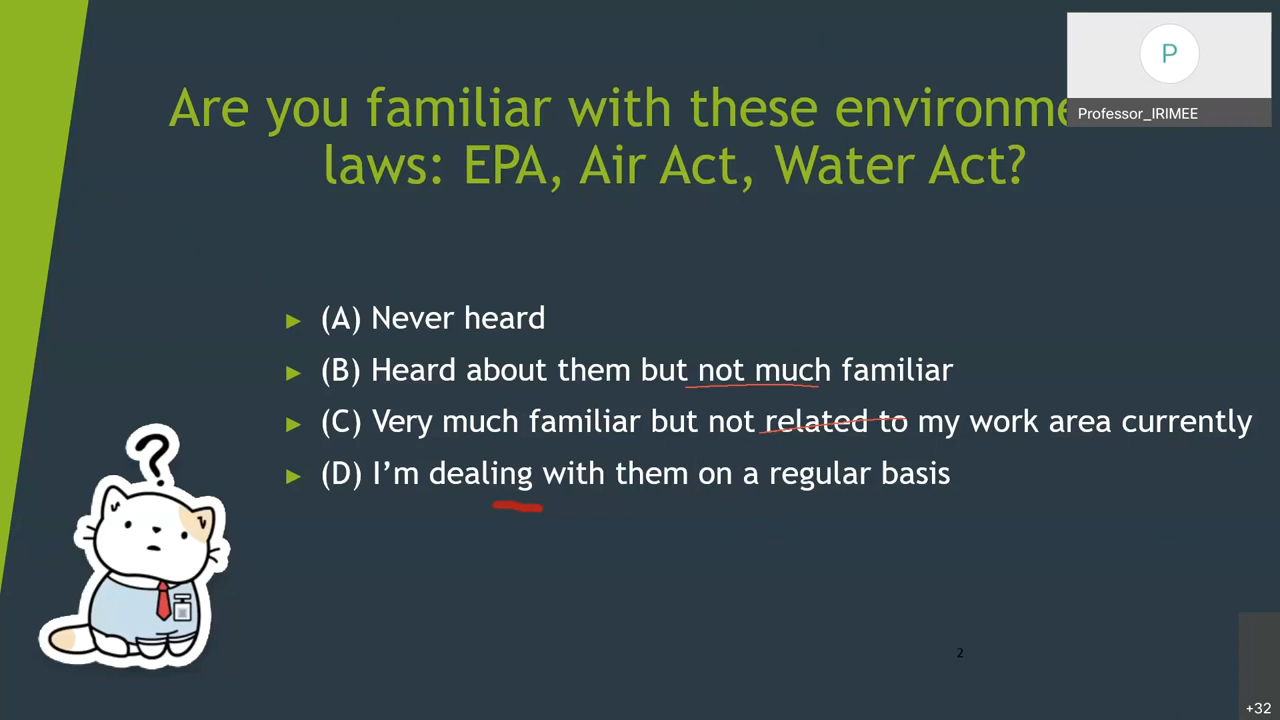 Are you familiar with these environme
laws: EPA, Air Act, Water Act?
P
Professor_IRIMEE
(A) Never heard
(B) Heard about them but not much familiar
(C) Very much familiar but not related to my work area currently
(D) I'm dealing with them on a regular basis
?
2
+32